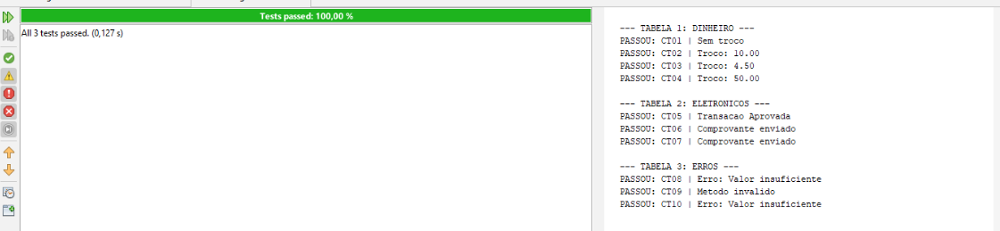 Tests passed: 100,00 %
All 3 tests passed. (0,127 s)
--- TABELA 1: DINHEIRO ---
PASSOU: CT01 | Sem troco
PASSOU: CT02 | Troco: 10.00
PASSOU: CT03 | Troco: 4.50
PASSOU: CT04 | Troco: 50.00
--- TABELA 2: ELETRONICOS ---
PASSOU: CT05 | Transacao Aprovada
PASSOU: CT06 | Comprovante enviado
PASSOU: CT07 | Comprovante enviado
--- TABELA 3: ERROS ---
PASSOU: CT08 | Erro: Valor insuficiente
PASSOU: CT09 | Metodo invalido
PASSOU: CT10 | Erro: Valor insuficiente